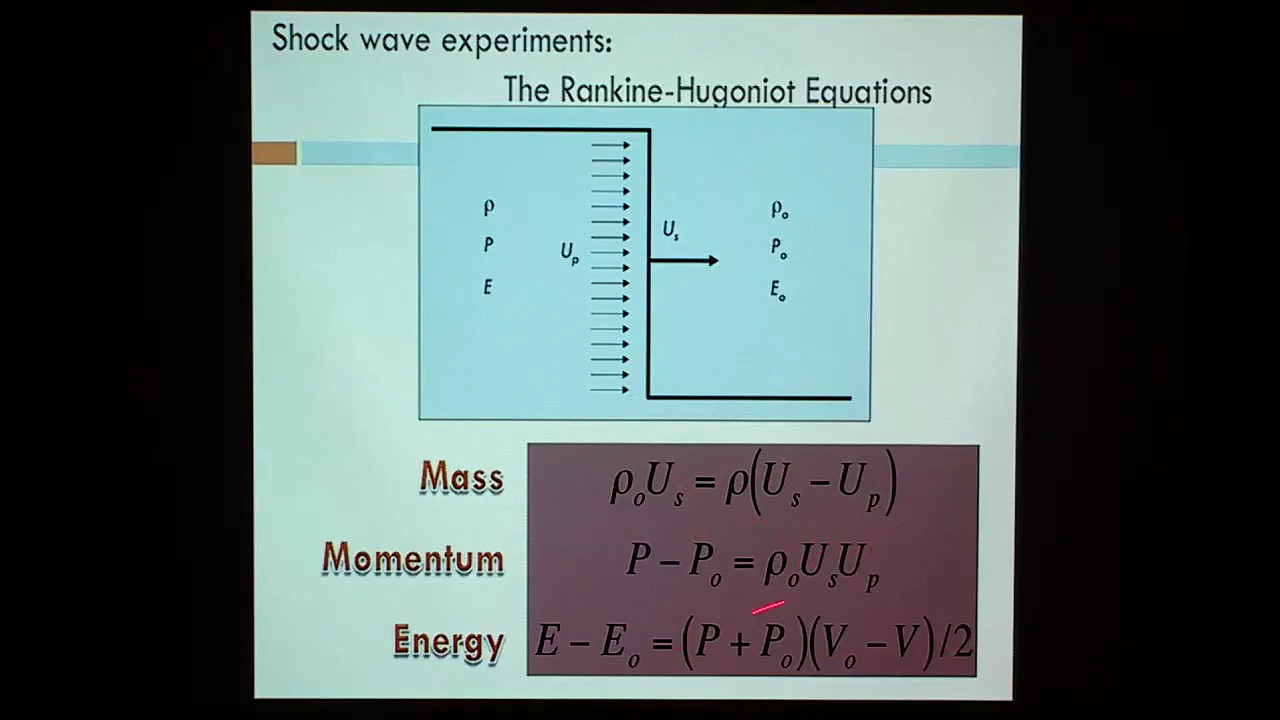 Shock wave experiments:
The Rankine-Hugoniot Equations
ρ
P
E
U_p
U_s
ρ_o
P_o
E_o
Mass ρ_oU_s = ρ(U_s − U_p)
Momentum P − P_o = ρ_oU_sU_p
Energy E − E_o = (P + P_o)(V_o − V)/2